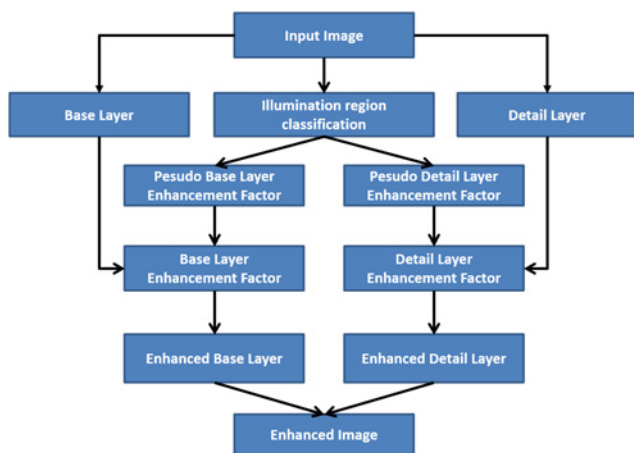 Input Image
Base Layer
Illumination region
classification
Detail Layer
Pesudo Base Layer
Enhancement Factor
Pesudo Detail Layer
Enhancement Factor
Base Layer
Enhancement Factor
Detail Layer
Enhancement Factor
Enhanced Base Layer
Enhanced Detail Layer
Enhanced Image